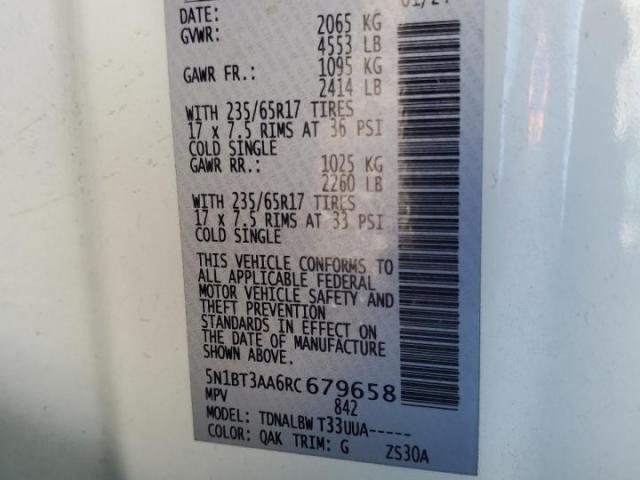 DATE: 01/24
GVWR: 2065 KG
4553 LB
GAWR FR.: 1095 KG
2414 LB
WITH 235/65R17 TIRES
17 x 7.5 RIMS AT 36 PSI
COLD SINGLE
GAWR RR.: 1025 KG
2260 LB
WITH 235/65R17 TIRES
17 x 7.5 RIMS AT 33 PSI
COLD SINGLE
THIS VEHICLE CONFORMS TO
ALL APPLICABLE FEDERAL
MOTOR VEHICLE SAFETY AND
THEFT PREVENTION
STANDARDS IN EFFECT ON
THE DATE OF MANUFACTURE
SHOWN ABOVE.
5N1BT3AA6RC679658
MPV 842
MODEL: TDNALBW T33UUA-----
COLOR: QAK TRIM: G ZS30A